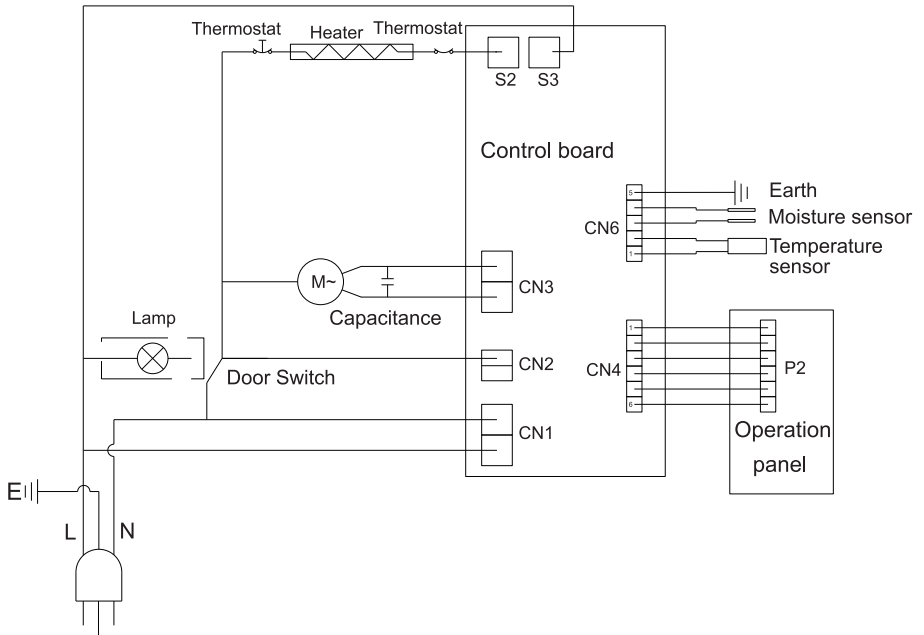 Thermostat
Heater
Thermostat
S2
S3
Control board
5
Earth
Moisture sensor
CN6
Temperature
sensor
1
M~
CN3
Capacitance
Lamp
1
CN2
CN4
P2
Door Switch
6
CN1
Operation
panel
E
L
N